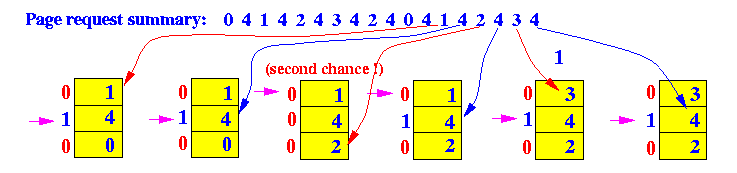 Page request summary: 0 4 1 4 2 4 3 4 2 4 0 4 1 4 2 4 3 4
1
(second chance !)
0 1 0 1 0 1 0 1 0 3 0 3
1 4 1 4 0 4 1 4 1 4 1 4
0 0 0 0 0 2 0 2 0 2 0 2